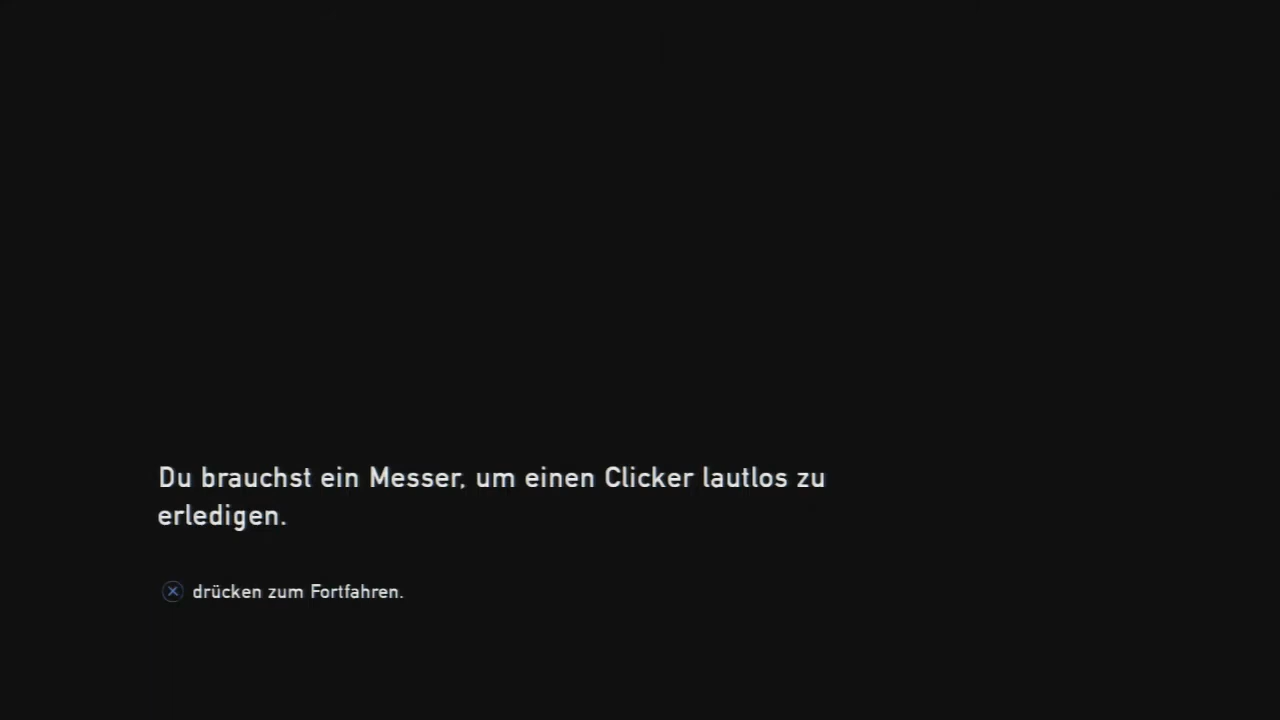 Du brauchst ein Messer, um einen Clicker lautlos zu
erledigen.
drücken zum Fortfahren.